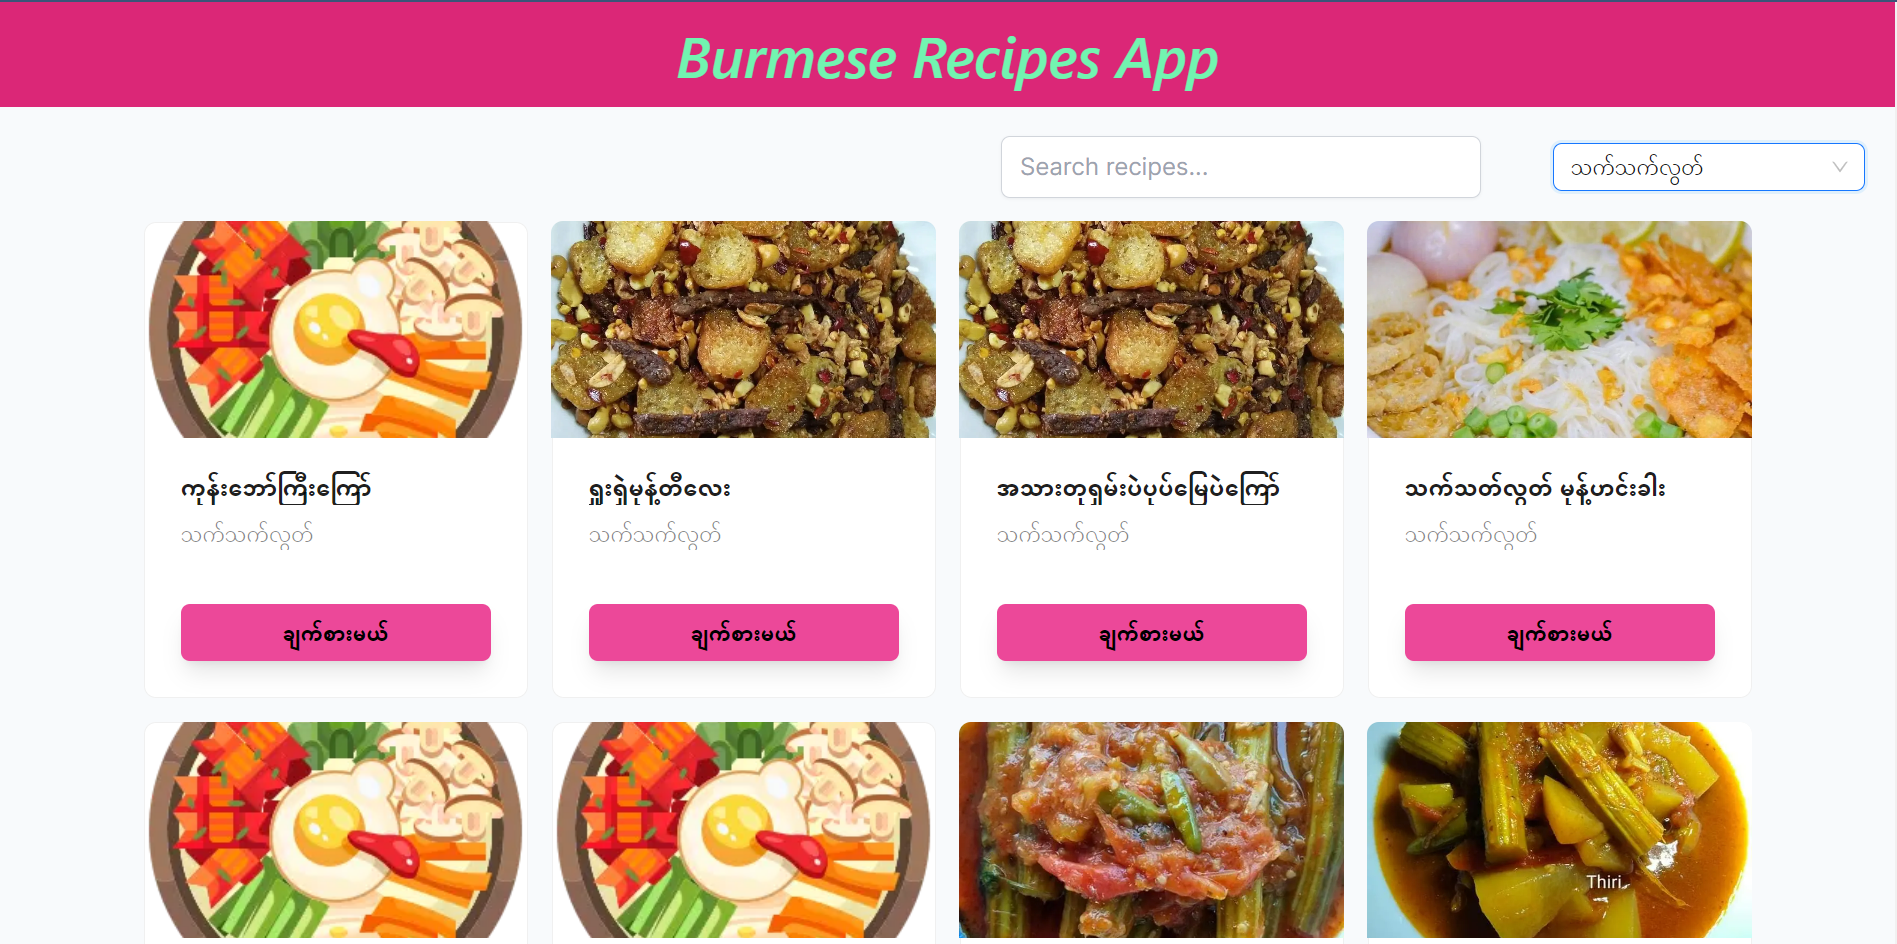 Burmese Recipes App
Search recipes...
သက်သက်လွတ်
ကုန်းဘော်ကြီးကြော်
သက်သက်လွတ်
ချက်စားမယ်
ရှူးရှဲမုန့်တီလေး
သက်သက်လွတ်
ချက်စားမယ်
အသားတုရှမ်းပဲပုပ်မြေပဲကြော်
သက်သက်လွတ်
ချက်စားမယ်
သက်သတ်လွတ် မုန့်ဟင်းခါး
သက်သက်လွတ်
ချက်စားမယ်
Thiri